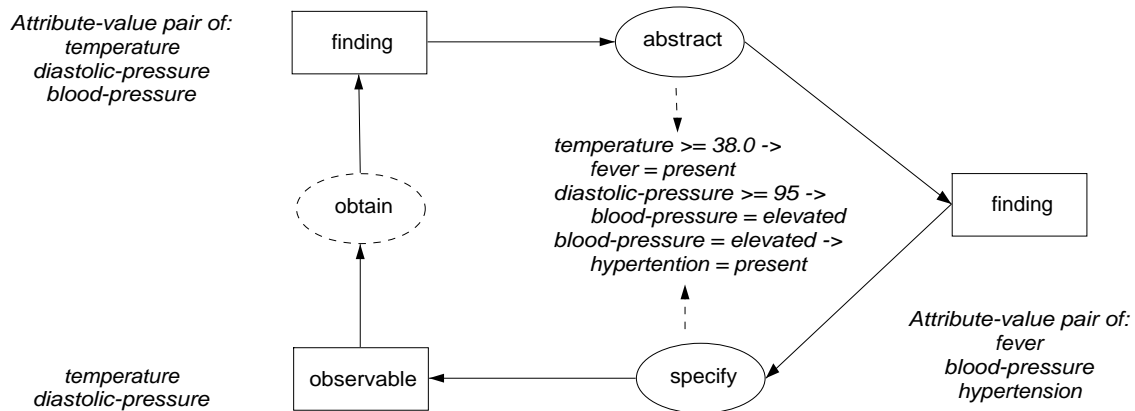 Attribute-value pair of:
temperature
diastolic-pressure
blood-pressure
finding
abstract
temperature >= 38.0 ->
fever = present
diastolic-pressure >= 95 ->
blood-pressure = elevated
blood-pressure = elevated ->
hypertention = present
obtain
finding
Attribute-value pair of:
fever
blood-pressure
hypertension
temperature
diastolic-pressure
observable
specify